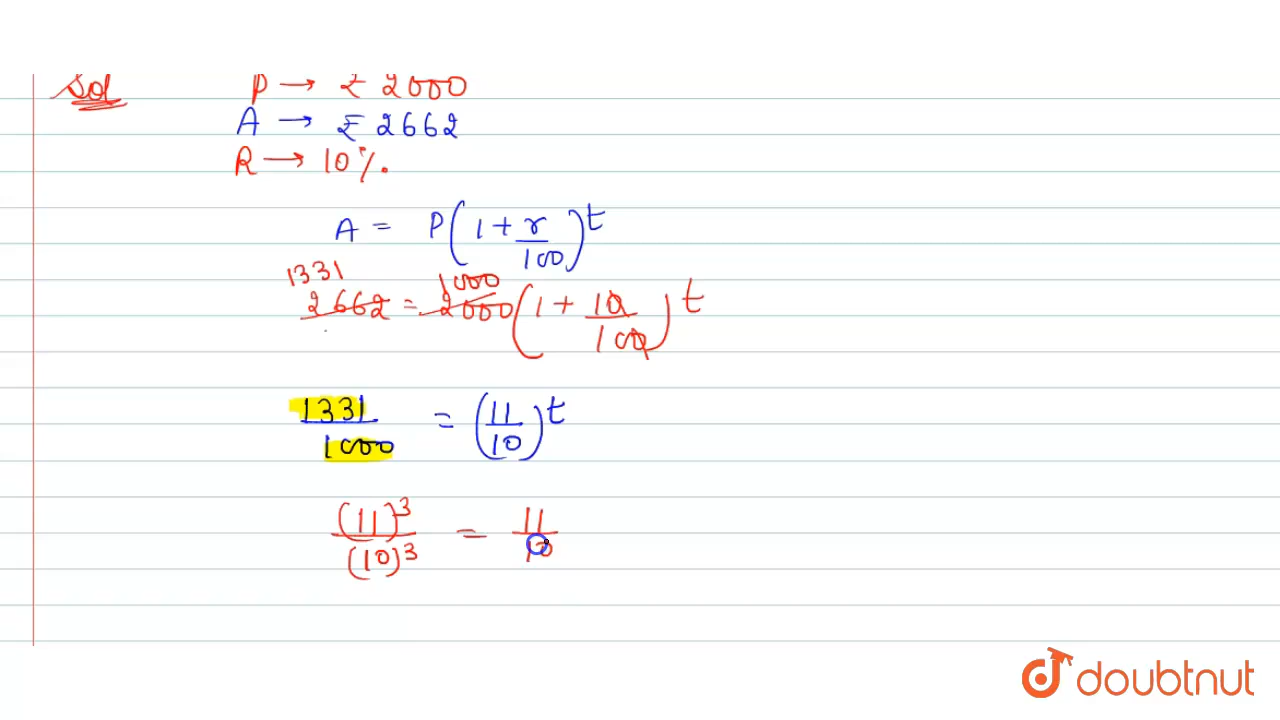 Sol P → ₹ 2000
A → ₹ 2662
R → 10%.
A = P(1 + r/100)^t
1331 1000
2662 = 2000(1 + 10/100)^t
1331/1000 = (11/10)^t
(11)^3/(10)^3 = 11/10
doubtnut